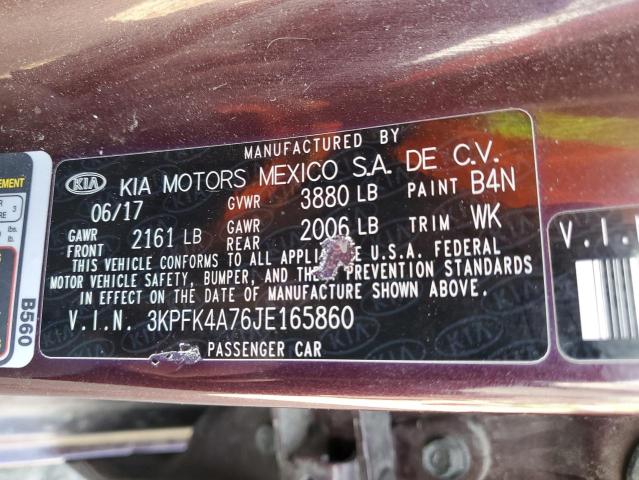 MANUFACTURED BY
KIA KIA MOTORS MEXICO S.A. DE C.V.
06/17 GVWR 3880 LB PAINT B4N
GAWR FRONT 2161 LB GAWR REAR 2006 LB TRIM WK
THIS VEHICLE CONFORMS TO ALL U.S.A. FEDERAL
MOTOR VEHICLE SAFETY, BUMPER, AND PREVENTION STANDARDS
IN EFFECT ON THE DATE OF MANUFACTURE SHOWN ABOVE.
V.I.N. 3KPFK4A76JE165860
PASSENGER CAR
B560
V.I.N
3